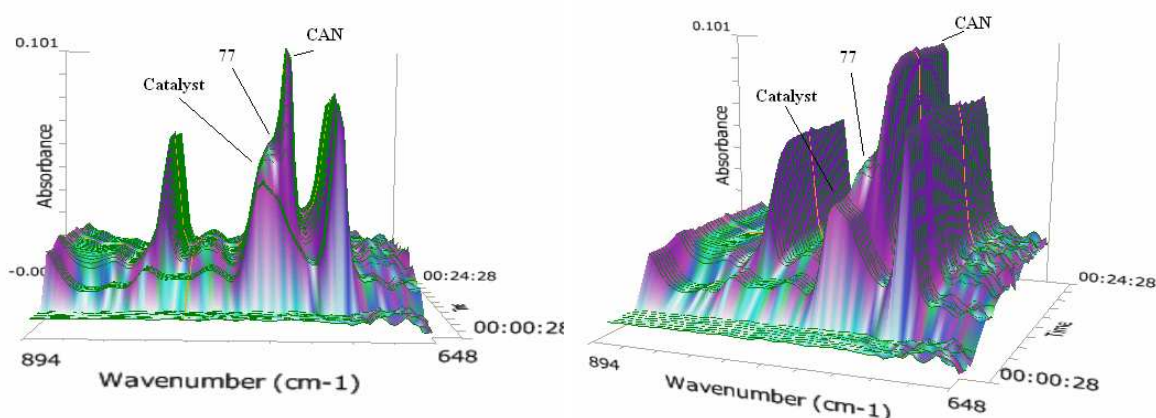 0.101
CAN
77
Catalyst
Absorbance
-0.00
00:24:28
00:00:28
894
648
Wavenumber (cm-1)
0.101
CAN
77
Catalyst
Absorbance
00:24:28
Time
00:00:28
894
648
Wavenumber (cm-1)